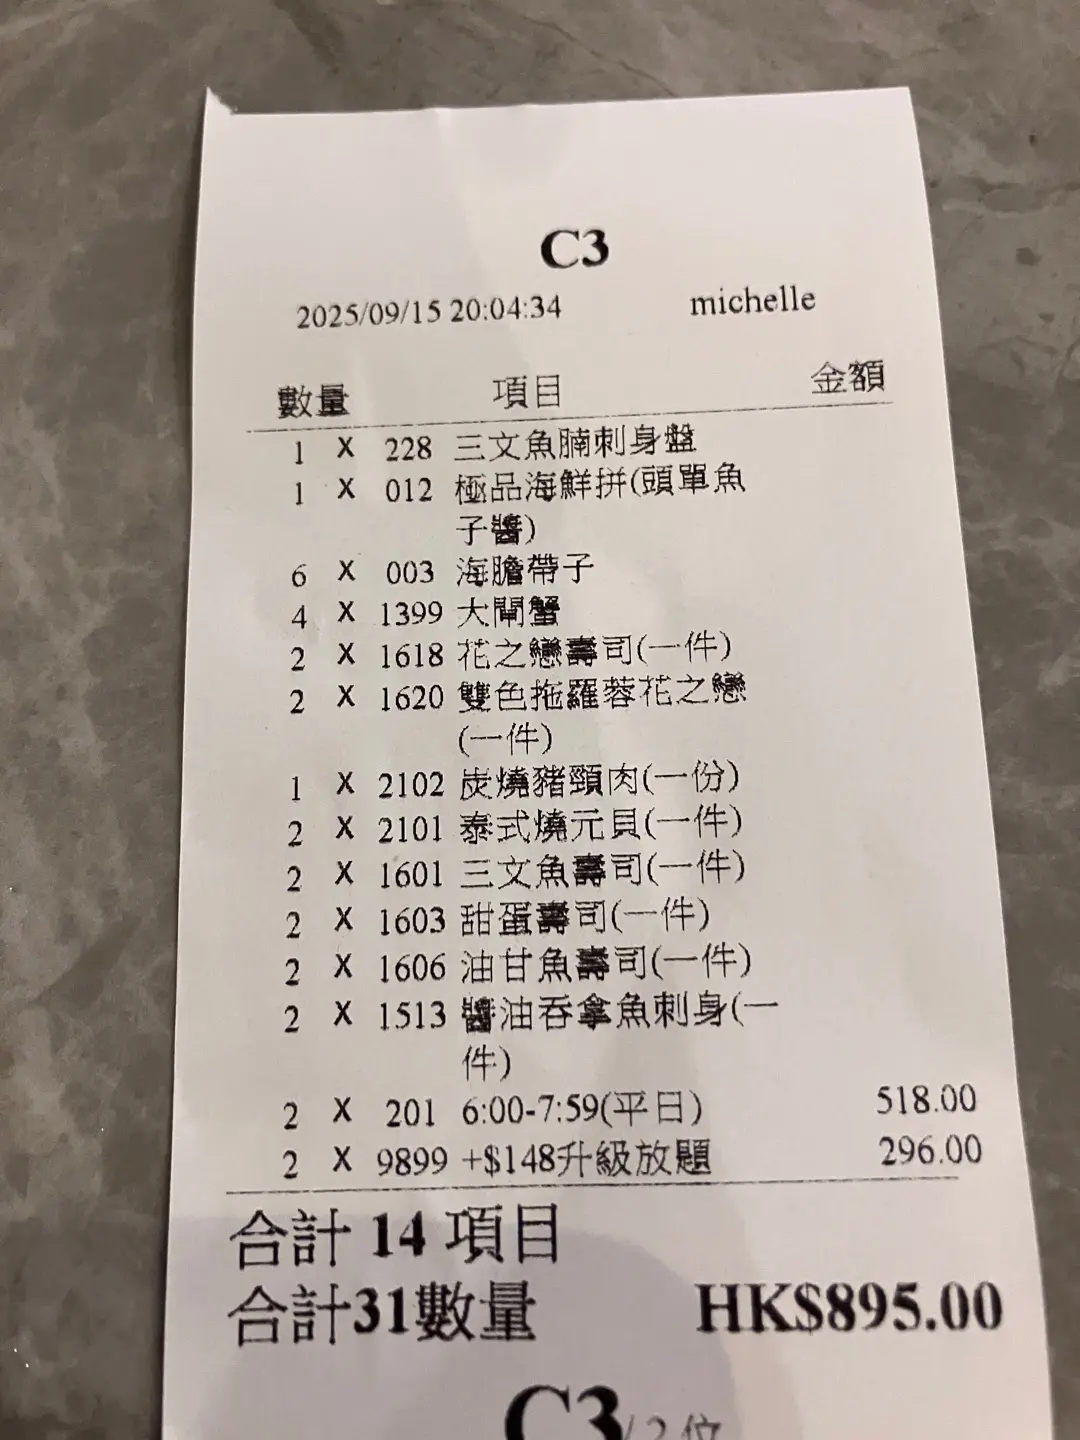 C3
2025/09/15 20:04:34 michelle
數量 項目 金額
1 X 228 三文魚腩刺身盤
1 X 012 極品海鮮拼(頭單魚
子醬)
6 X 003 海膽帶子
4 X 1399 大閘蟹
2 X 1618 花之戀壽司(一件)
2 X 1620 雙色拖羅蓉花之戀
(一件)
1 X 2102 炭燒豬頸肉(一份)
2 X 2101 泰式燒元貝(一件)
2 X 1601 三文魚壽司(一件)
2 X 1603 甜蛋壽司(一件)
2 X 1606 油甘魚壽司(一件)
2 X 1513 醬油吞拿魚刺身(一
件)
2 X 201 6:00-7:59(平日) 518.00
2 X 9899 +$148升級放題 296.00
合計 14 項目
合計31數量 HK$895.00
C3/2位